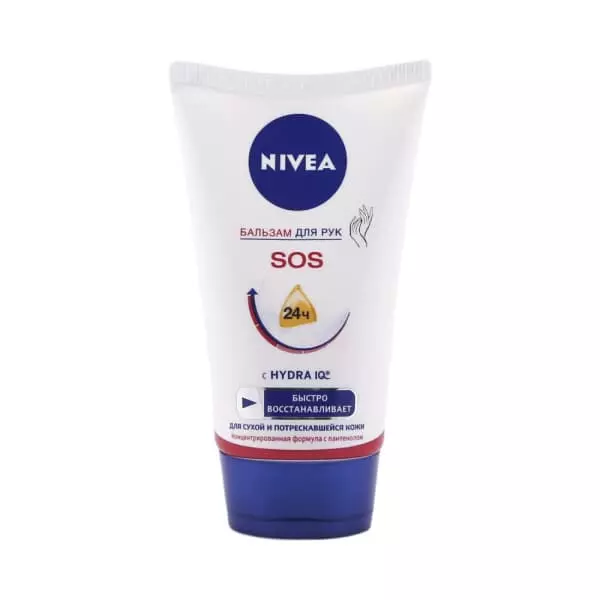 NIVEA
БАЛЬЗАМ ДЛЯ РУК
SOS
24ч
с HYDRA IQ®
БЫСТРО
ВОССТАНАВЛИВАЕТ
ДЛЯ СУХОЙ И ПОТРЕСКАВШЕЙСЯ КОЖИ
Концентрированная формула с пантенолом